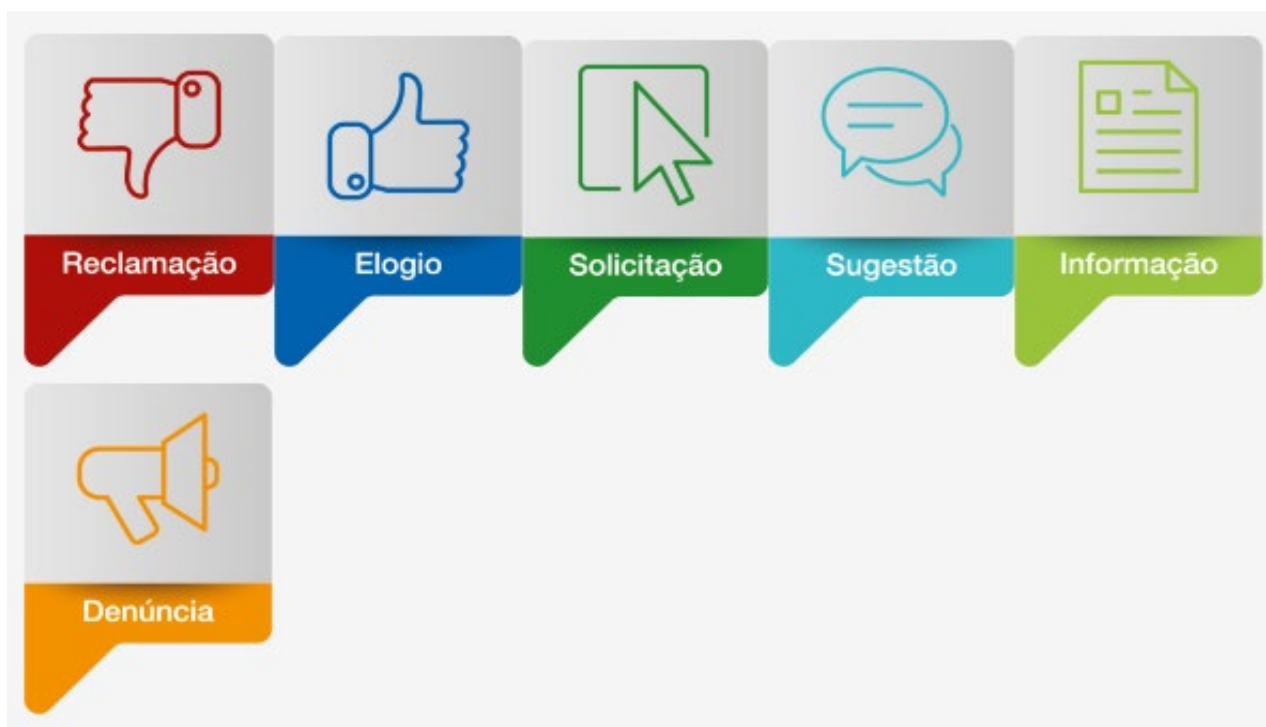 Reclamação
Elogio
Solicitação
Sugestão
Informação
Denúncia